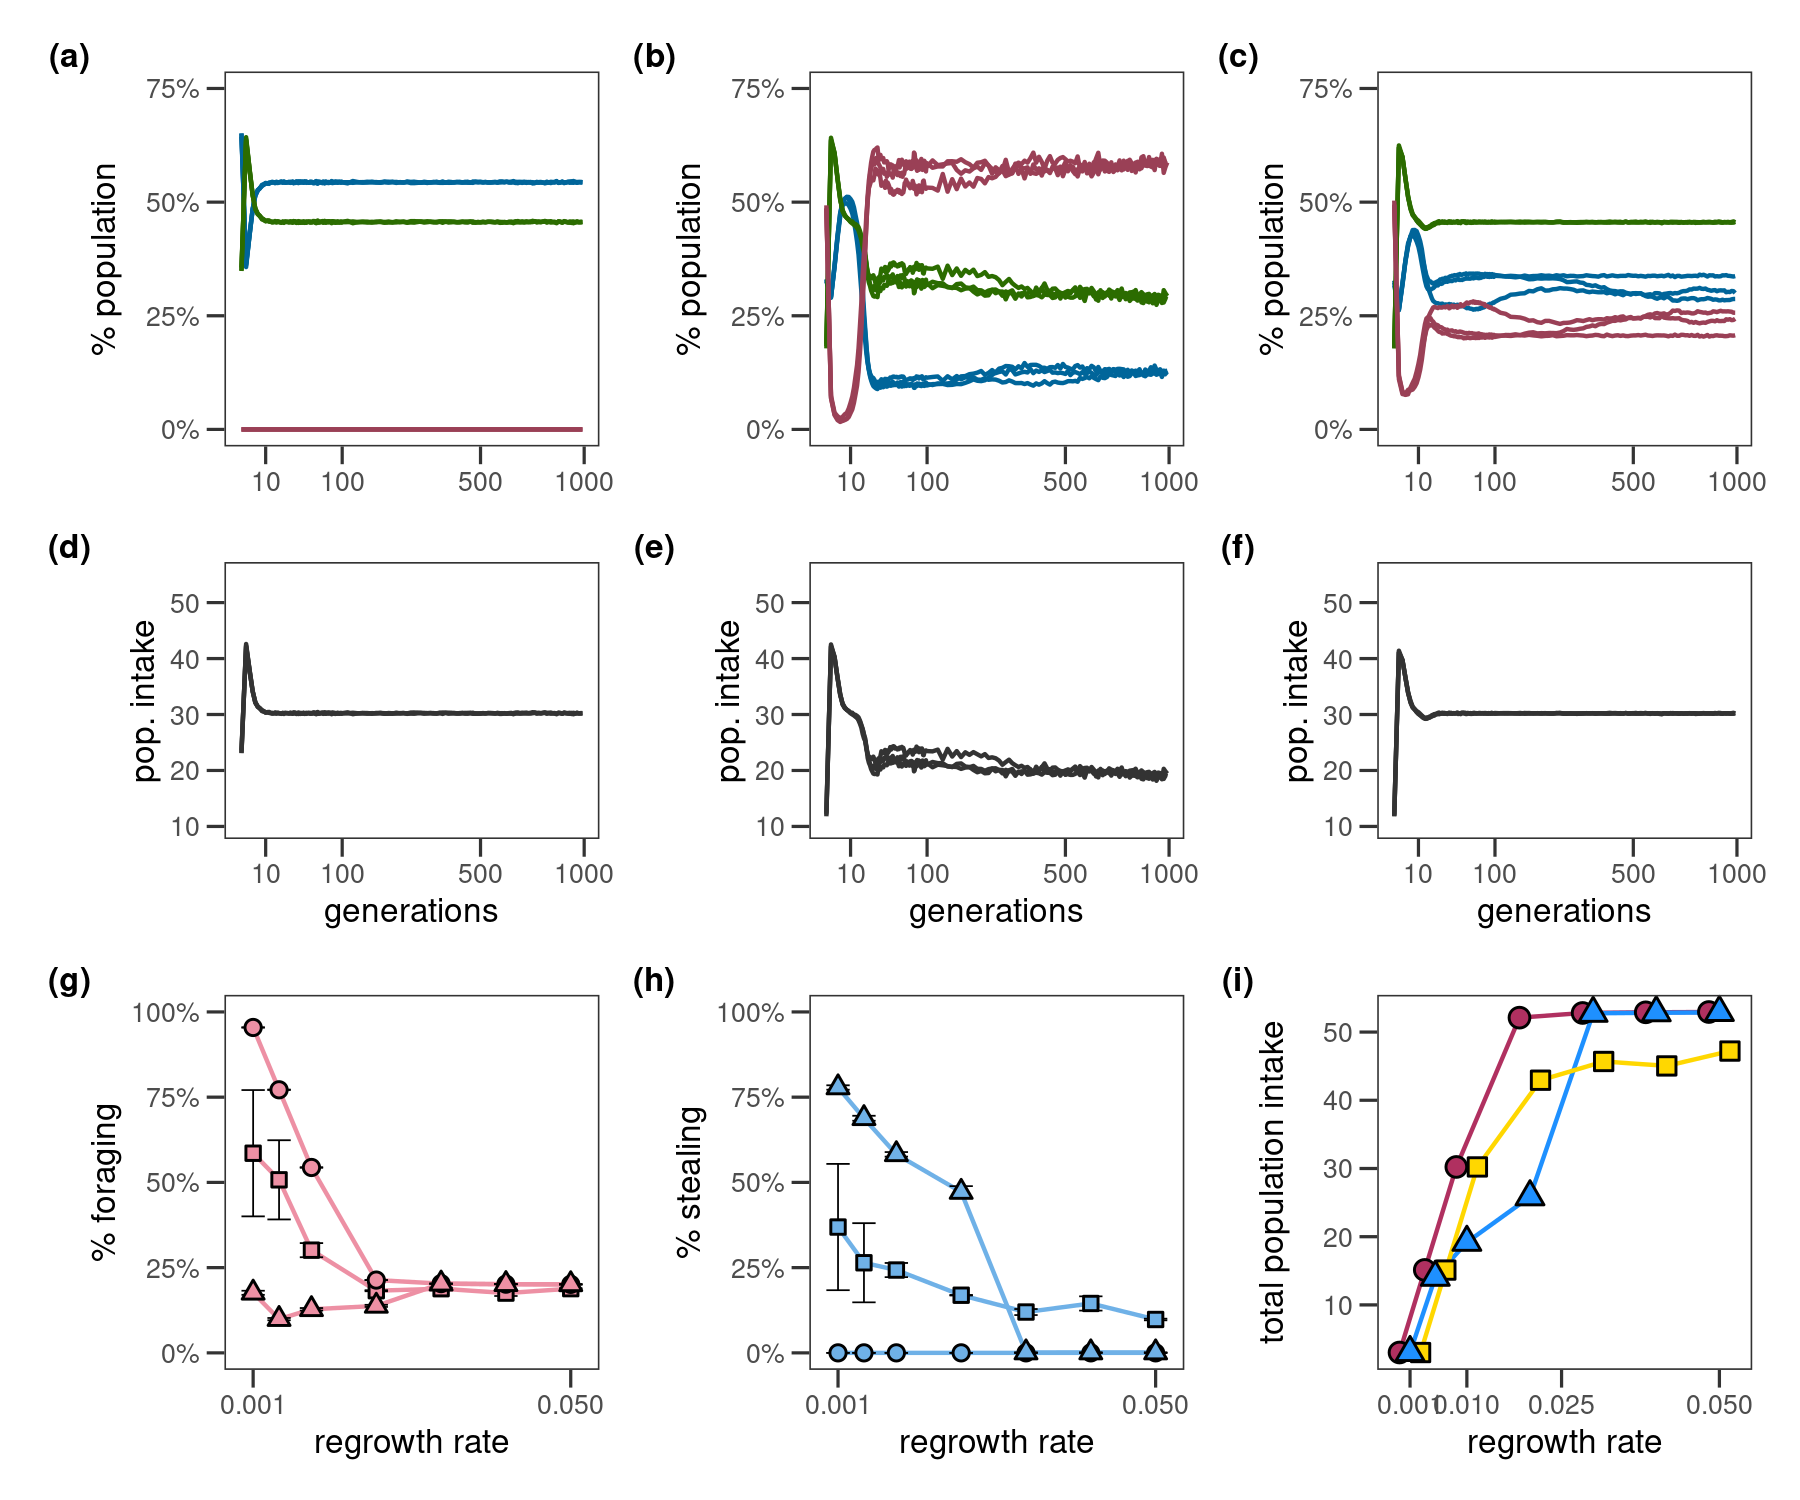 (a)
(b)
(c)
75%
50%
25%
0%
% population
10 100 500 1000
75%
50%
25%
0%
% population
10 100 500 1000
75%
50%
25%
0%
% population
10 100 500 1000
(d)
(e)
(f)
50
40
30
20
10
pop. intake
10 100 500 1000
generations
50
40
30
20
10
pop. intake
10 100 500 1000
generations
50
40
30
20
10
pop. intake
10 100 500 1000
generations
(g)
(h)
(i)
100%
75%
50%
25%
0%
% foraging
0.001 0.050
regrowth rate
100%
75%
50%
25%
0%
% stealing
0.001 0.050
regrowth rate
50
40
30
20
10
total population intake
0.001 0.010 0.025 0.050
regrowth rate